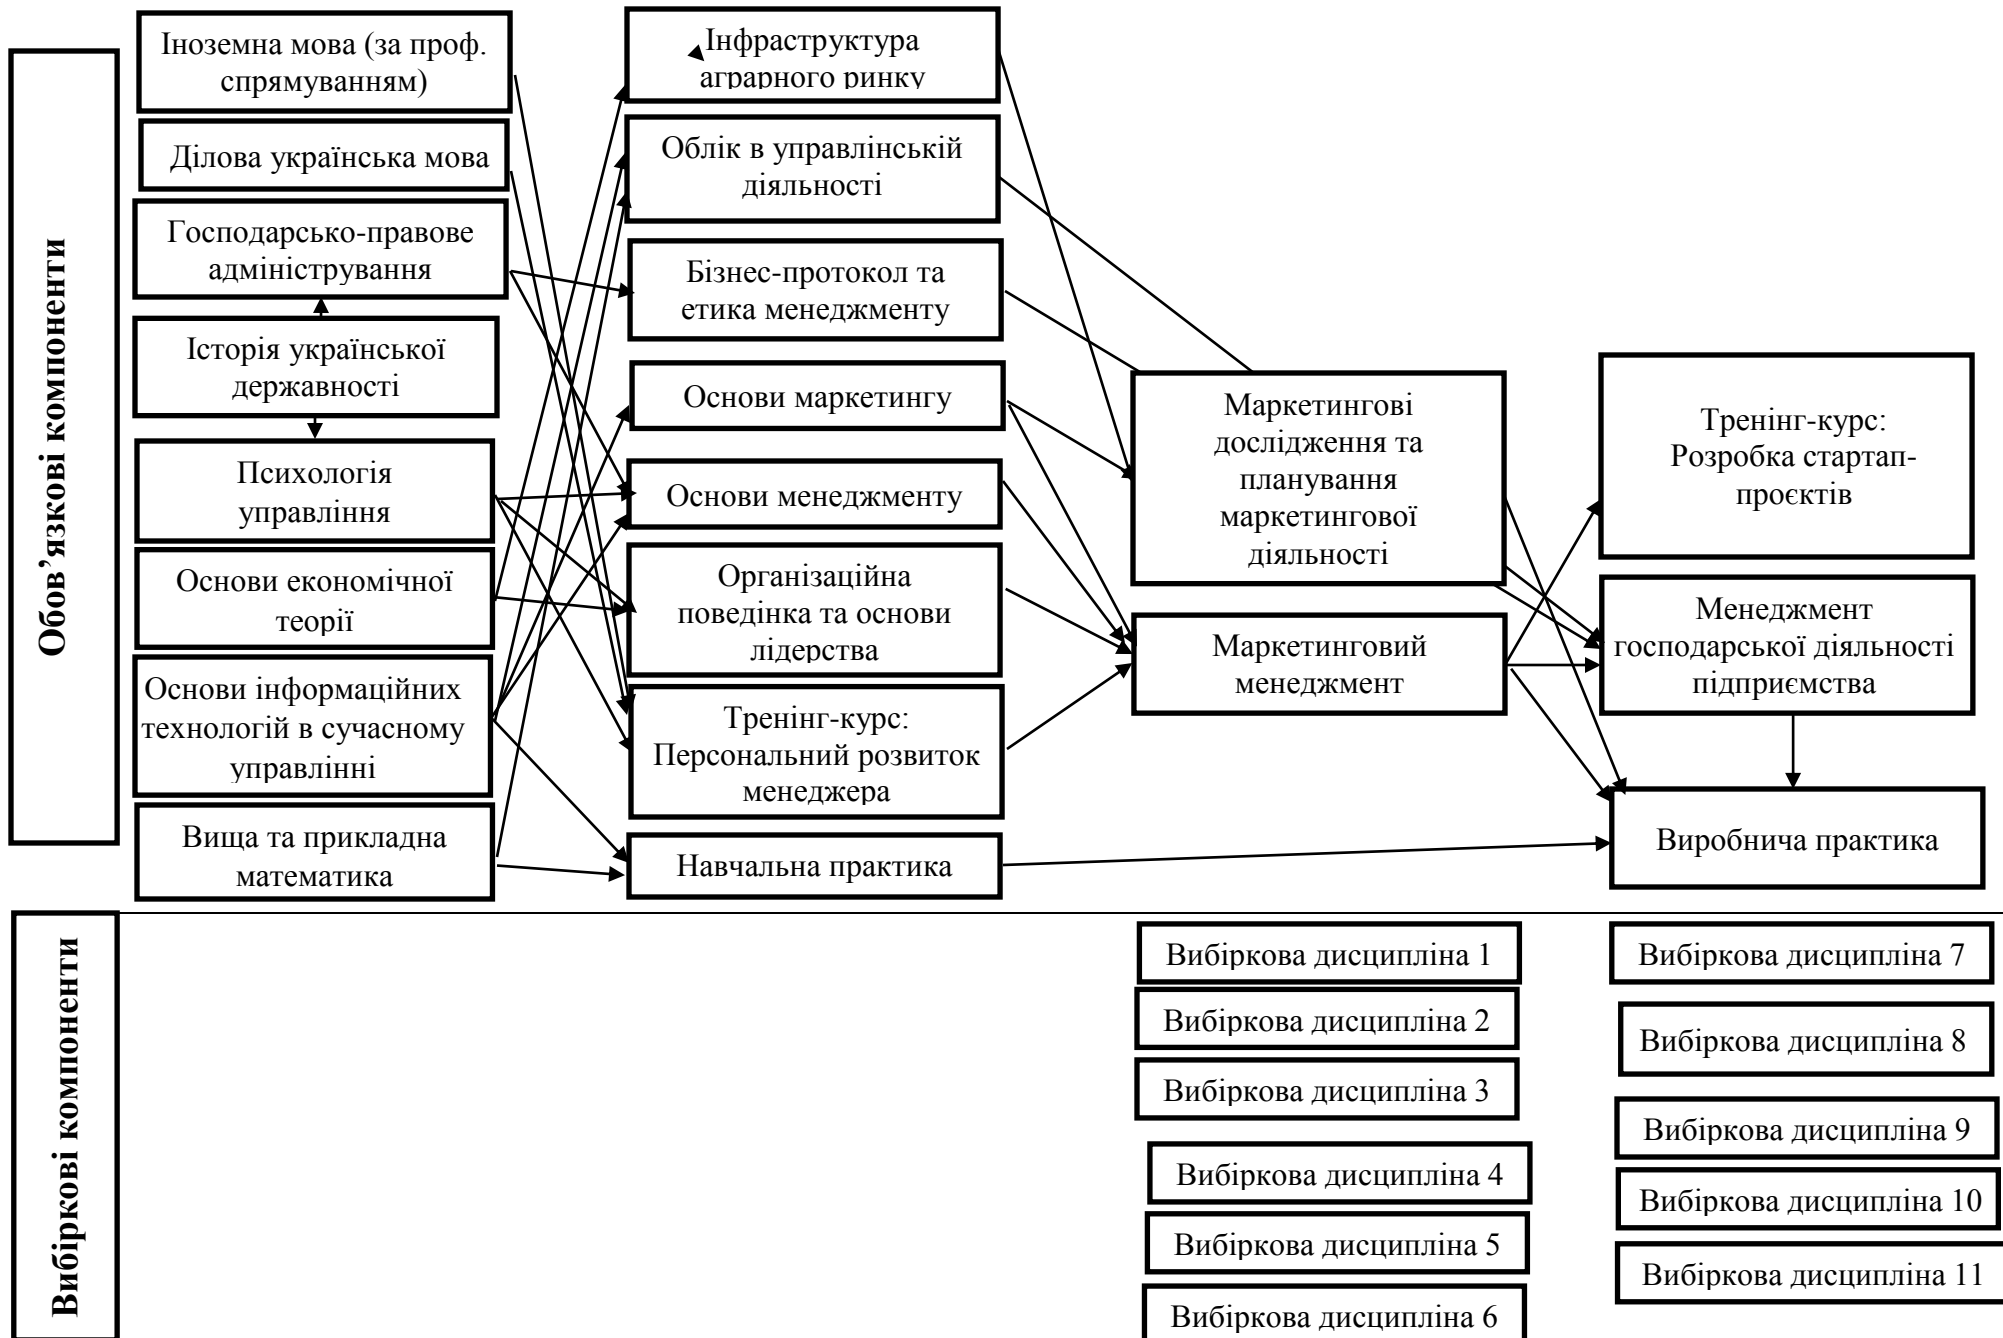 Обов’язкові компоненти
Іноземна мова (за проф.
спрямуванням)
Ділова українська мова
Господарсько-правове
адміністрування
Історія української
державності
Психологія
управління
Основи економічної
теорії
Основи інформаційних
технологій в сучасному
управлінні
Вища та прикладна
математика
Інфраструктура
аграрного ринку
Облік в управлінській
діяльності
Бізнес-протокол та
етика менеджменту
Основи маркетингу
Основи менеджменту
Організаційна
поведінка та основи
лідерства
Тренінг-курс:
Персональний розвиток
менеджера
Навчальна практика
Маркетингові
дослідження та
планування
маркетингової
діяльності
Маркетинговий
менеджмент
Тренінг-курс:
Розробка стартап-
проєктів
Менеджмент
господарської діяльності
підприємства
Виробнича практика
Вибіркові компоненти
Вибіркова дисципліна 1
Вибіркова дисципліна 2
Вибіркова дисципліна 3
Вибіркова дисципліна 4
Вибіркова дисципліна 5
Вибіркова дисципліна 6
Вибіркова дисципліна 7
Вибіркова дисципліна 8
Вибіркова дисципліна 9
Вибіркова дисципліна 10
Вибіркова дисципліна 11